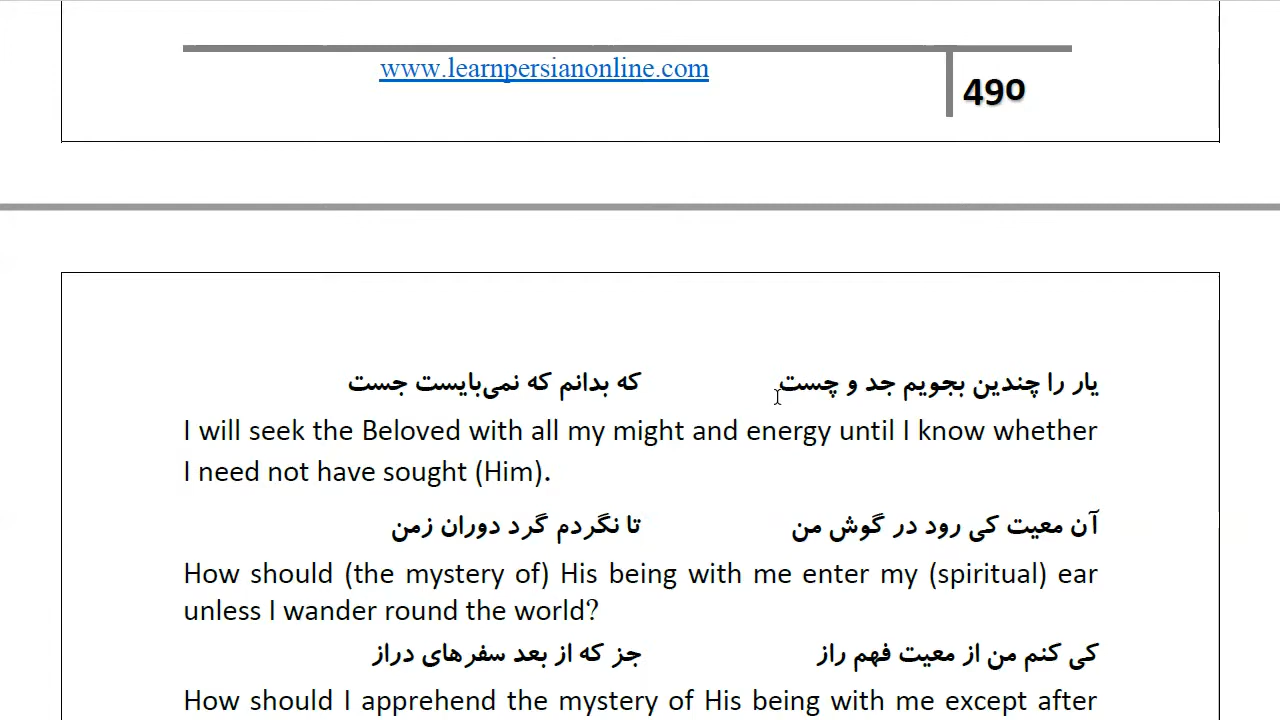 www.learnpersianonline.com
490
یار را چندین بجویم جد و چست که بدانم که نمی‌بایست جست
I will seek the Beloved with all my might and energy until I know whether
I need not have sought (Him).
آن معیت کی رود در گوش من تا نگردم گرد دوران زمن
How should (the mystery of) His being with me enter my (spiritual) ear
unless I wander round the world?
کی کنم من از معیت فهم راز جز که از بعد سفرهای دراز
How should I apprehend the mystery of His being with me except after